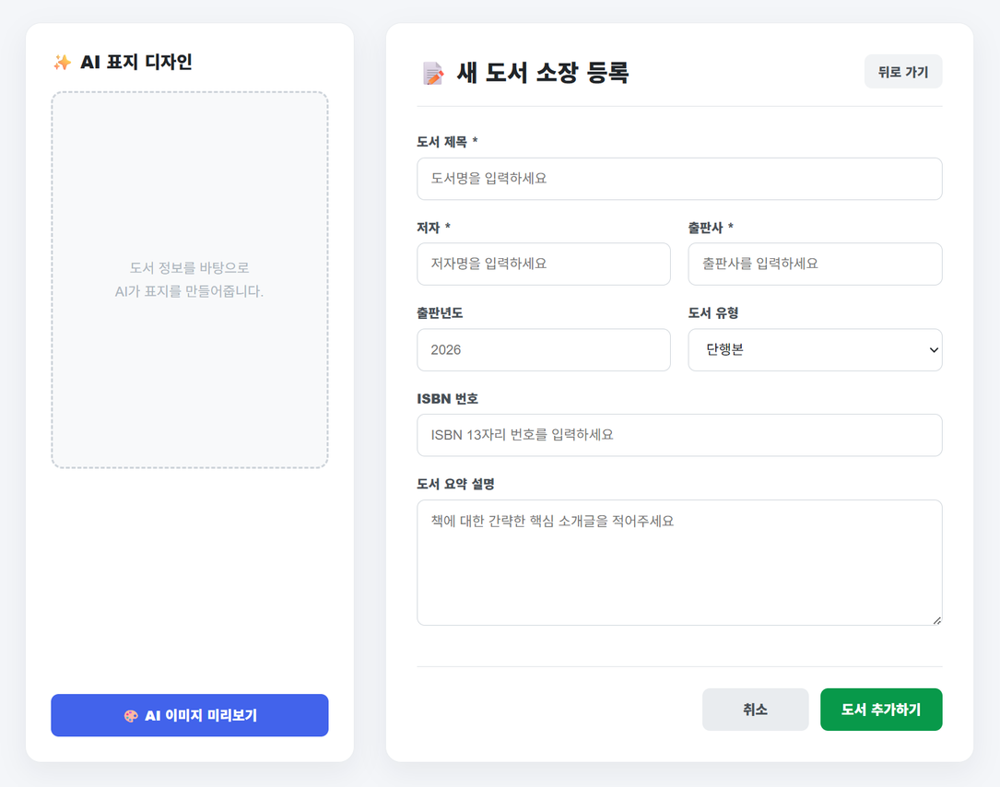 AI 표지 디자인
도서 정보를 바탕으로
AI가 표지를 만들어줍니다.
AI 이미지 미리보기
새 도서 소장 등록
뒤로 가기
도서 제목 *
도서명을 입력하세요
저자 *
출판사 *
저자명을 입력하세요
출판사를 입력하세요
출판년도
도서 유형
2026
단행본
ISBN 번호
ISBN 13자리 번호를 입력하세요
도서 요약 설명
책에 대한 간략한 핵심 소개글을 적어주세요
취소
도서 추가하기